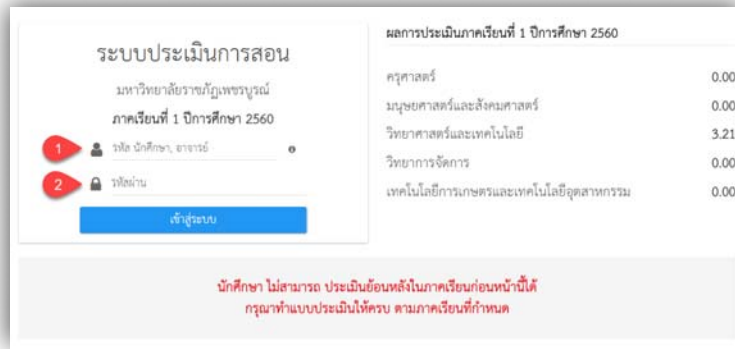 ระบบประเมินการสอน
มหาวิทยาลัยราชภัฏเพชรบูรณ์
ภาคเรียนที่ 1 ปีการศึกษา 2560
1 รหัส นักศึกษา, อาจารย์
2 รหัสผ่าน
เข้าสู่ระบบ
ผลการประเมินภาคเรียนที่ 1 ปีการศึกษา 2560
ครุศาสตร์ 0.00
มนุษยศาสตร์และสังคมศาสตร์ 0.00
วิทยาศาสตร์และเทคโนโลยี 3.21
วิทยาการจัดการ 0.00
เทคโนโลยีการเกษตรและเทคโนโลยีอุตสาหกรรม 0.00
นักศึกษา ไม่สามารถ ประเมินย้อนหลังในภาคเรียนก่อนหน้านี้ได้
กรุณาทำแบบประเมินให้ครบ ตามภาคเรียนที่กำหนด